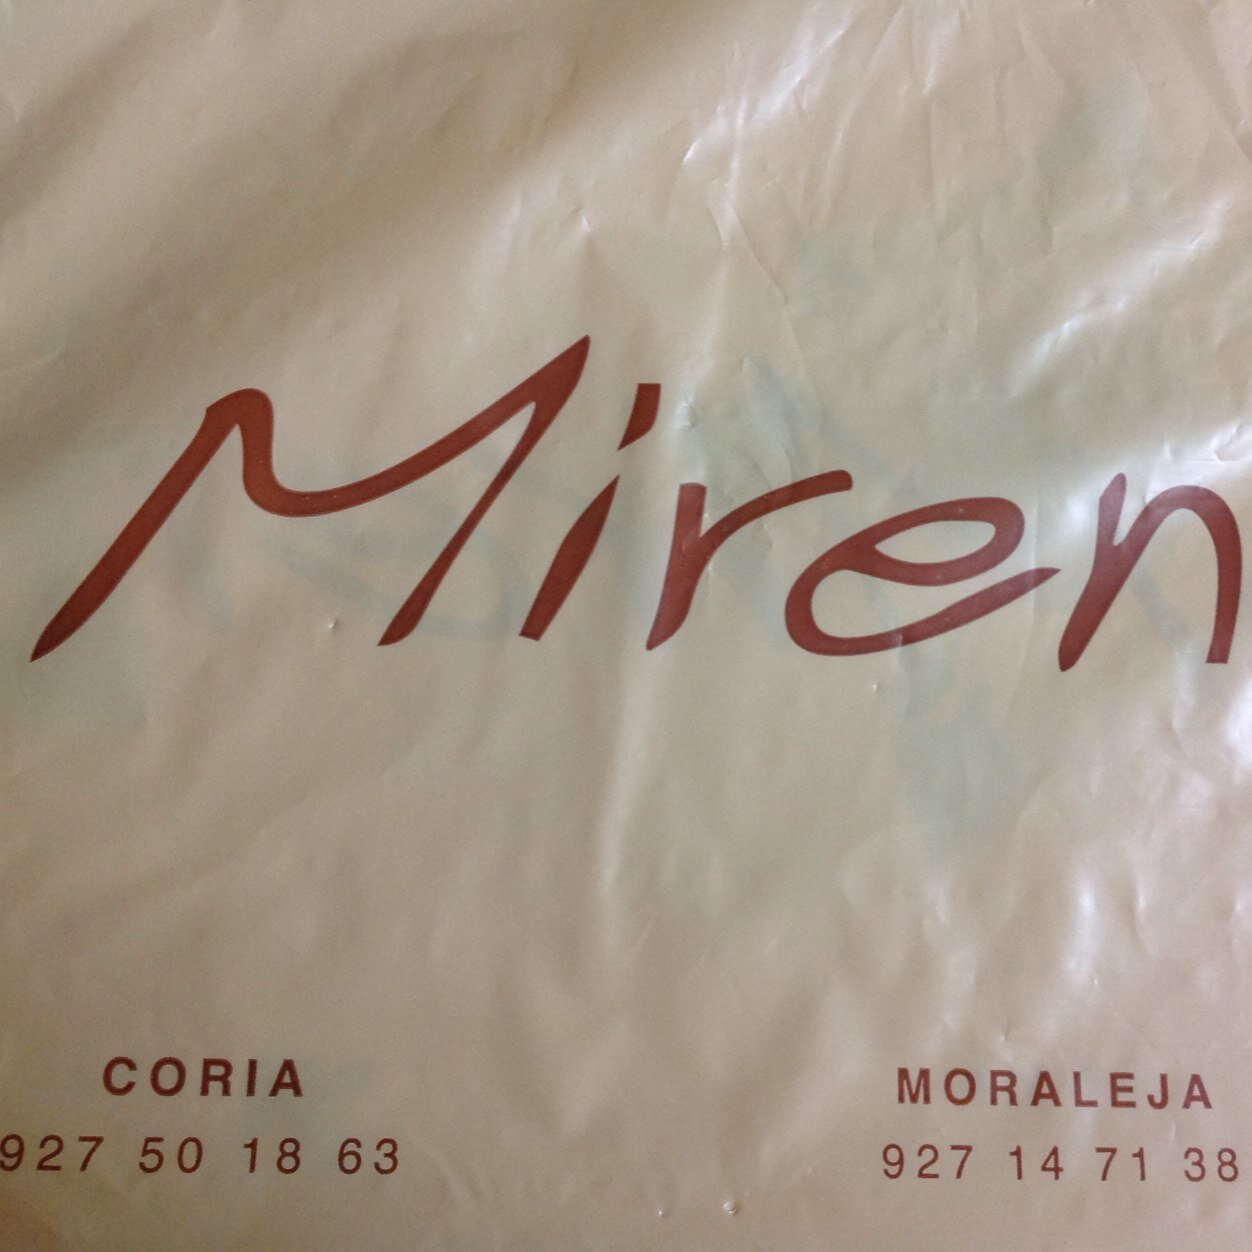 Miren
CORIA
927 50 18 63
MORALEJA
927 14 71 38